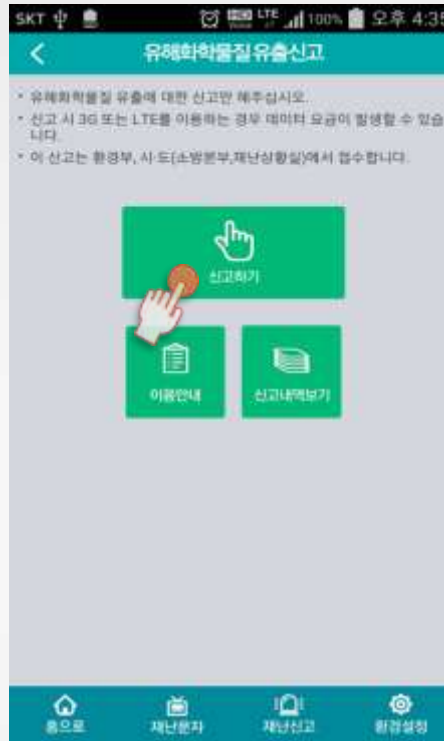 SKT LTE 100% 오후 4:35
유해화학물질 유출신고
* 유해화학물질 유출에 대한 신고만 해주십시오.
* 신고 시 3G 또는 LTE를 이용하는 경우 데이터 요금이 발생할 수 있습
니다.
* 이 신고는 환경부, 시·도(소방본부,재난상황실)에서 접수합니다.
신고하기
이용안내 신고내역보기
홈으로 재난문자 재난신고 환경설정